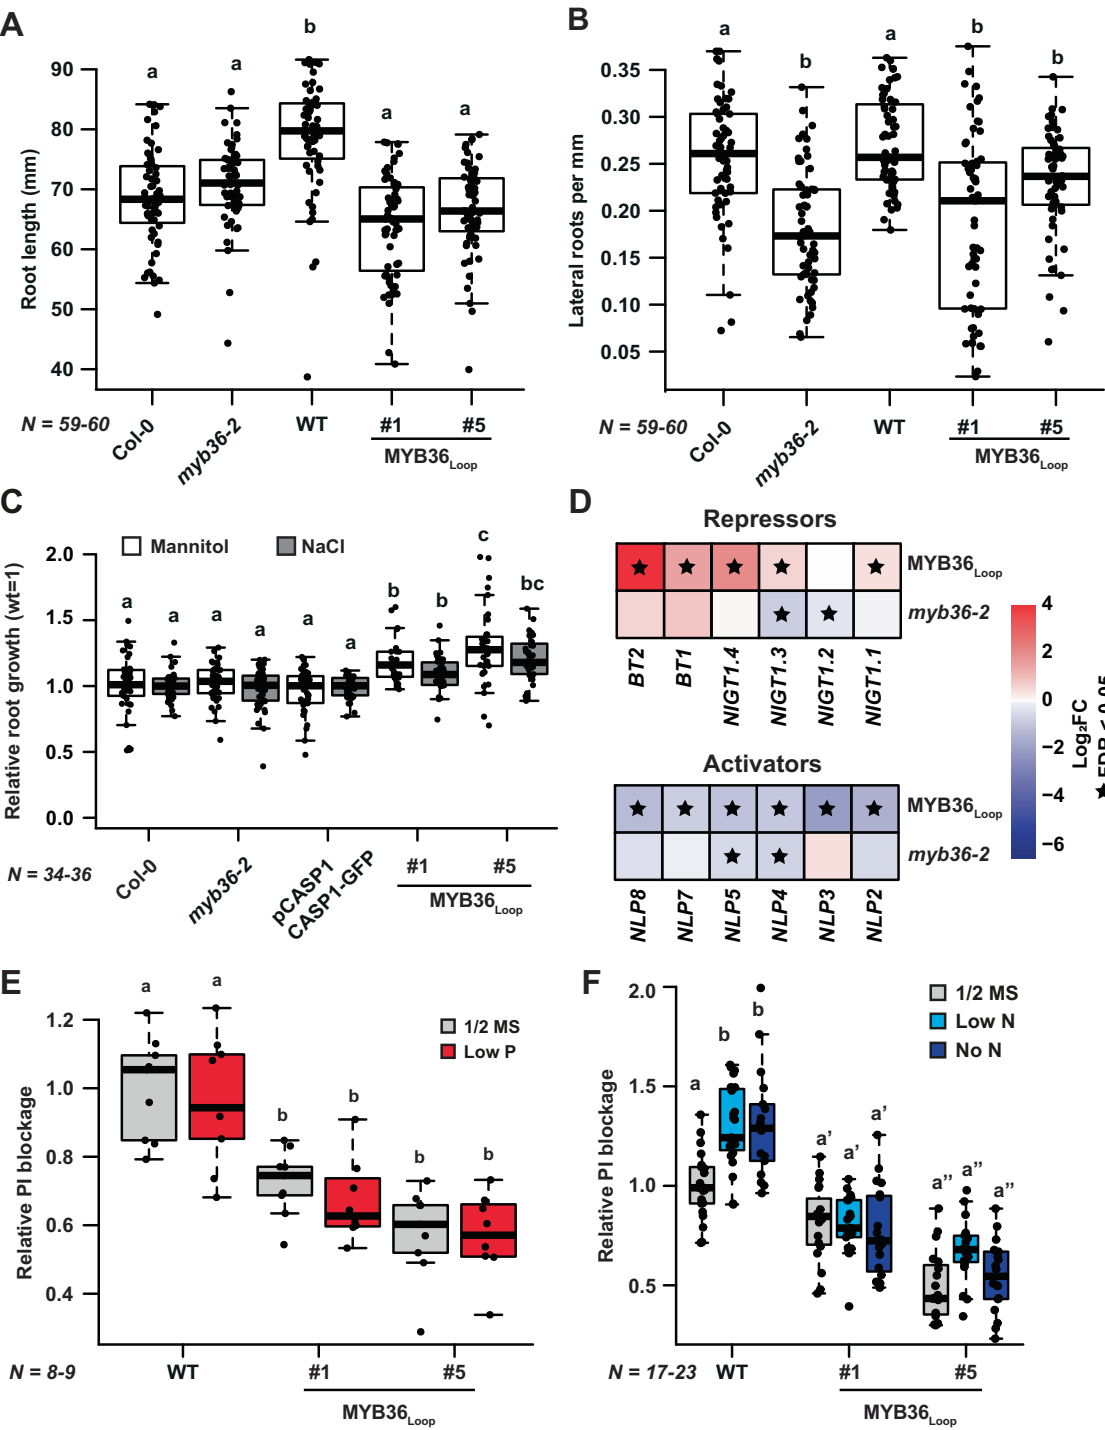 A
b
a
a
a
a
Root length (mm)
90
80
70
60
50
40
N = 59-60
Col-0
myb36-2
WT
#1
#5
MYB36Loop
B
a
b
a
b
b
Lateral roots per mm
0.35
0.30
0.25
0.20
0.15
0.10
0.05
N = 59-60
Col-0
myb36-2
WT
#1
#5
MYB36Loop
C
Mannitol
NaCl
a
a
a
a
a
a
b
b
c
bc
Relative root growth (wt=1)
2.0
1.5
1.0
0.5
0.0
N = 34-36
Col-0
myb36-2
pCASP1
CASP1-GFP
#1
#5
MYB36Loop
D
Repressors
MYB36Loop
myb36-2
BT2
BT1
NIGT1.4
NIGT1.3
NIGT1.2
NIGT1.1
Activators
MYB36Loop
myb36-2
NLP8
NLP7
NLP5
NLP4
NLP3
NLP2
4
2
0
−2
−4
−6
Log₂FC
E
a
a
b
b
b
b
1/2 MS
Low P
Relative PI blockage
1.2
1.0
0.8
0.6
0.4
N = 8-9
WT
#1
#5
MYB36Loop
F
a
b
b
a’
a’
a’
a’’
a’’
a’’
1/2 MS
Low N
No N
Relative PI blockage
2.0
1.5
1.0
0.5
N = 17-23
WT
#1
#5
MYB36Loop